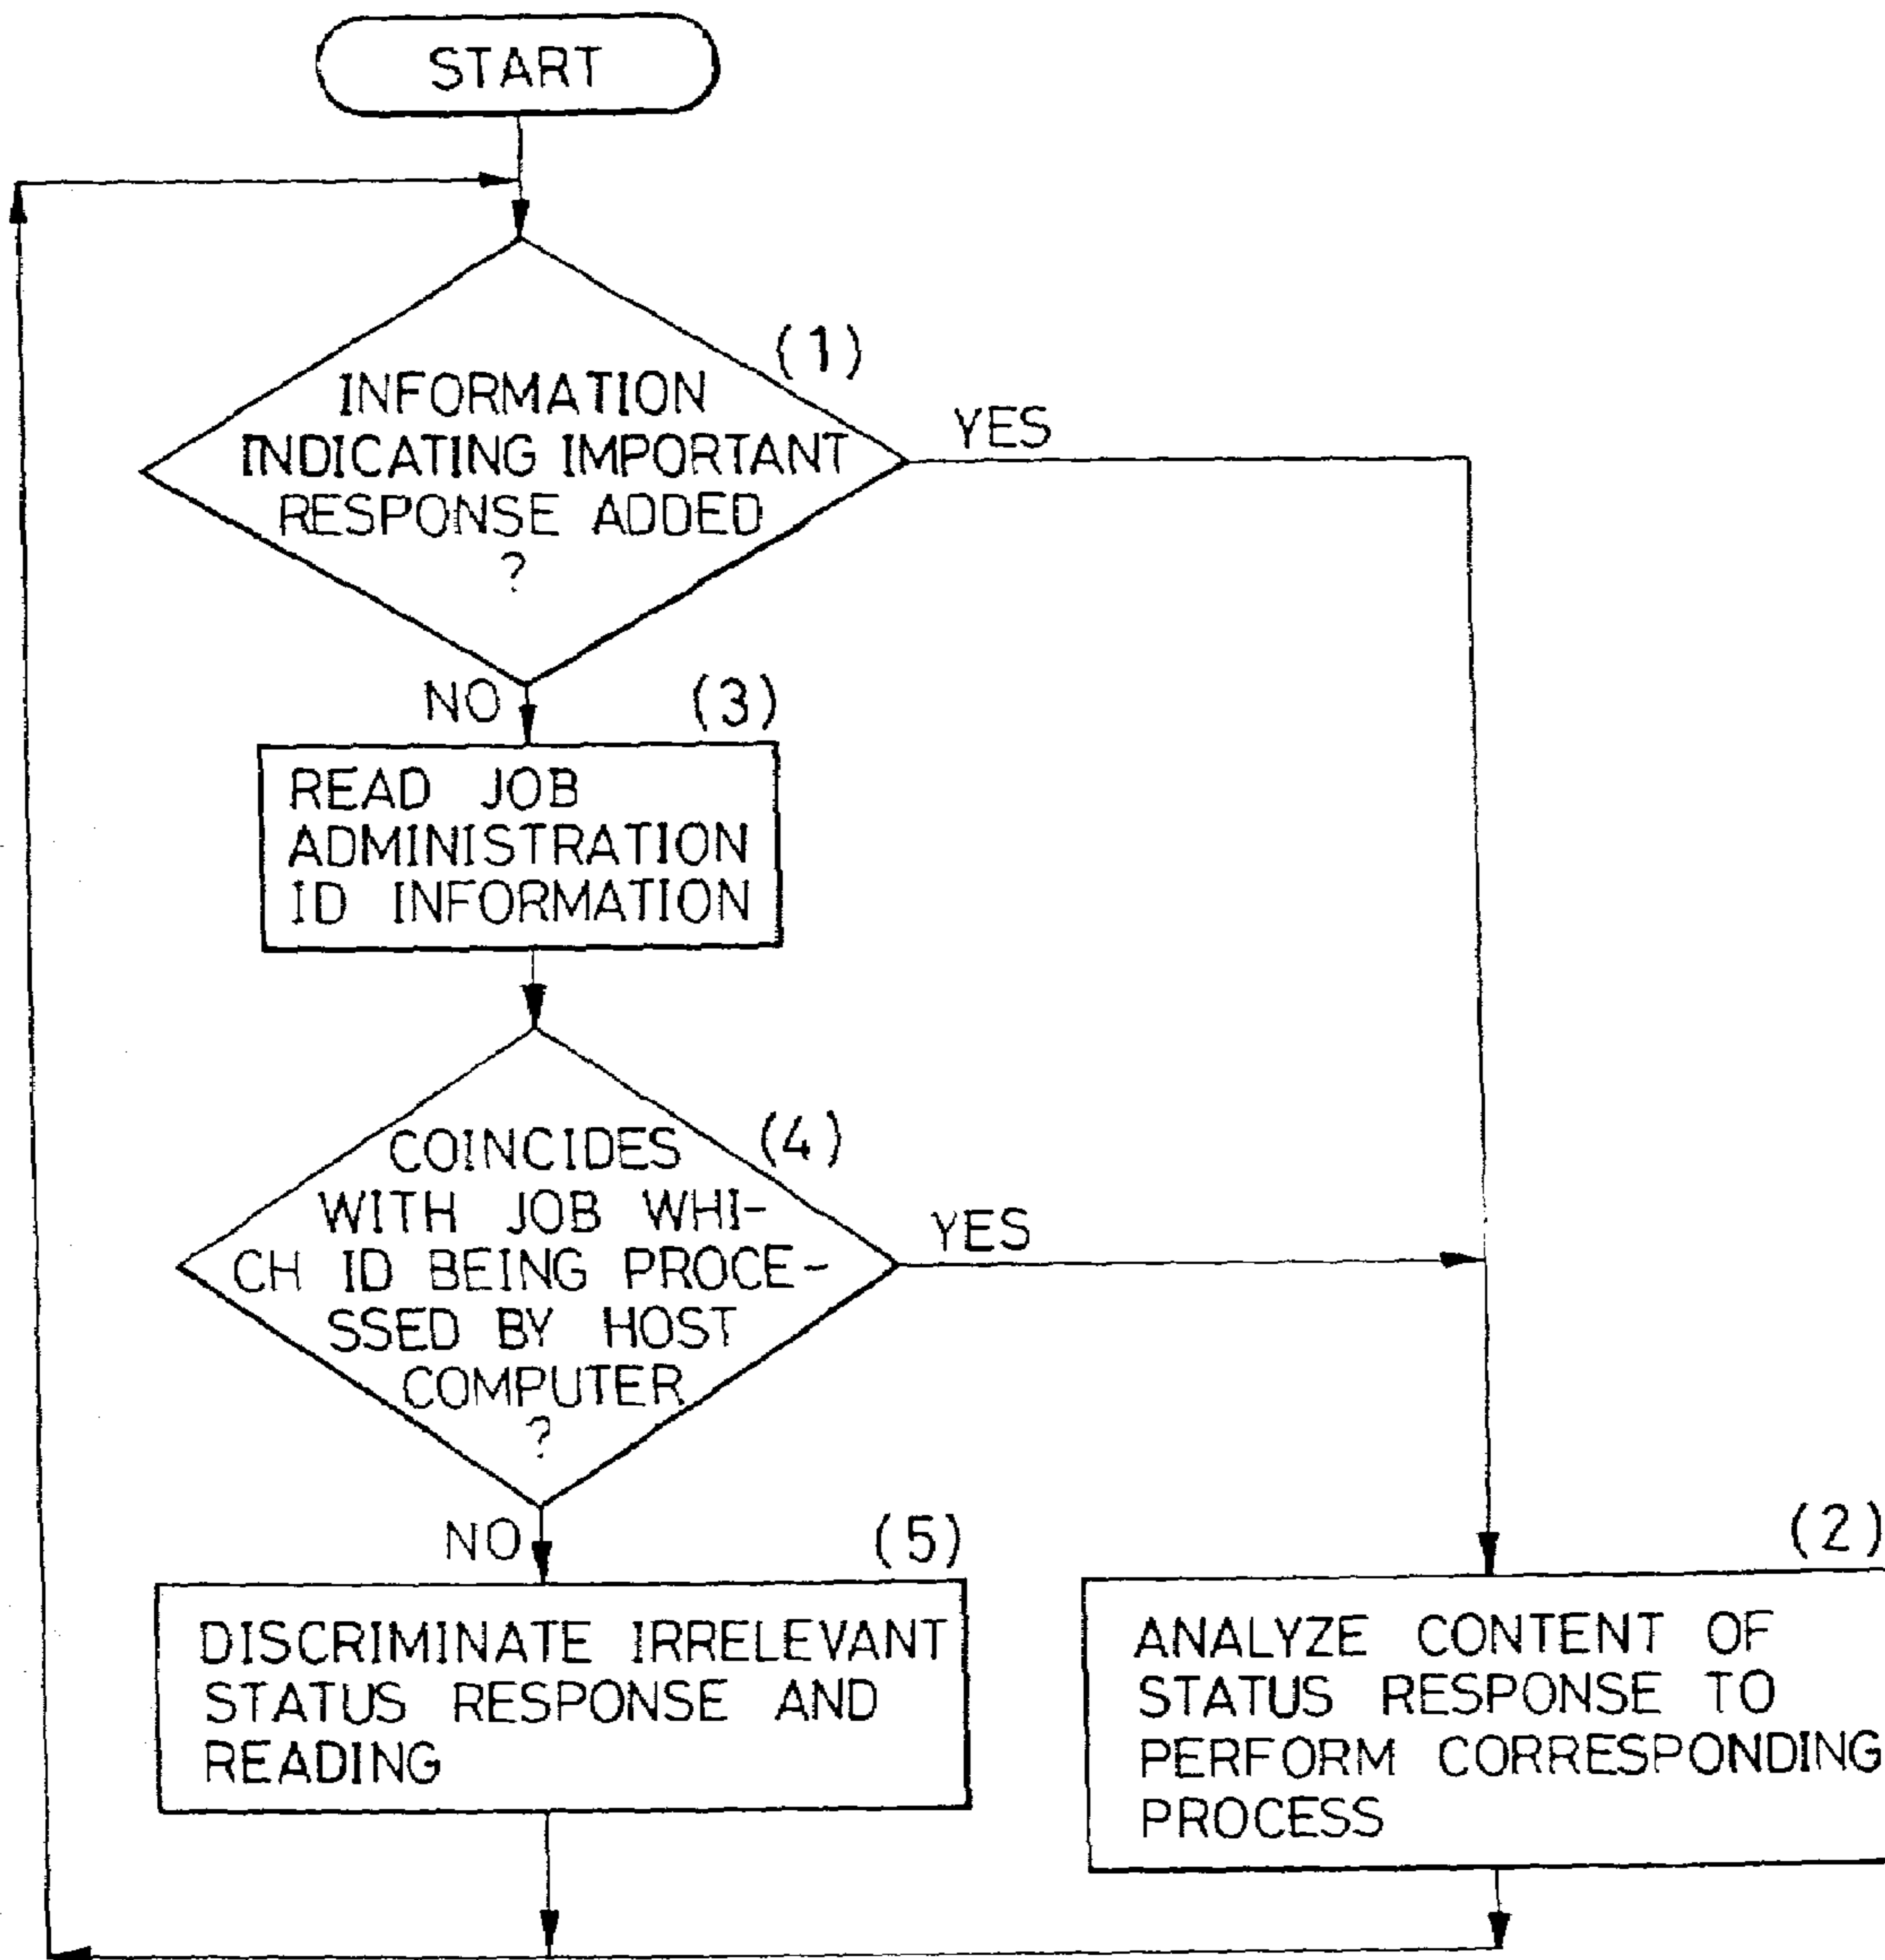 START
(1)
INFORMATION
INDICATING IMPORTANT
RESPONSE ADDED
?
YES
NO
(3)
READ JOB
ADMINISTRATION
ID INFORMATION
(4)
COINCIDES
WITH JOB WHI-
CH ID BEING PROCE-
SSED BY HOST
COMPUTER
?
YES
NO
(5)
DISCRIMINATE IRRELEVANT
STATUS RESPONSE AND
READING
(2)
ANALYZE CONTENT OF
STATUS RESPONSE TO
PERFORM CORRESPONDING
PROCESS